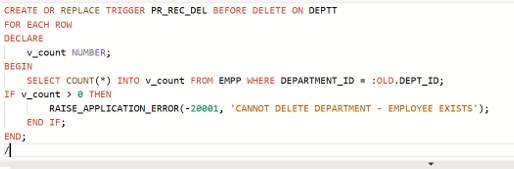 CREATE OR REPLACE TRIGGER PR_REC_DEL BEFORE DELETE ON DEPTT
FOR EACH ROW
DECLARE
    v_count NUMBER;
BEGIN
    SELECT COUNT(*) INTO v_count FROM EMPP WHERE DEPARTMENT_ID = :OLD.DEPT_ID;
IF v_count > 0 THEN
        RAISE_APPLICATION_ERROR(-20001, 'CANNOT DELETE DEPARTMENT - EMPLOYEE EXISTS');
    END IF;
END;
/